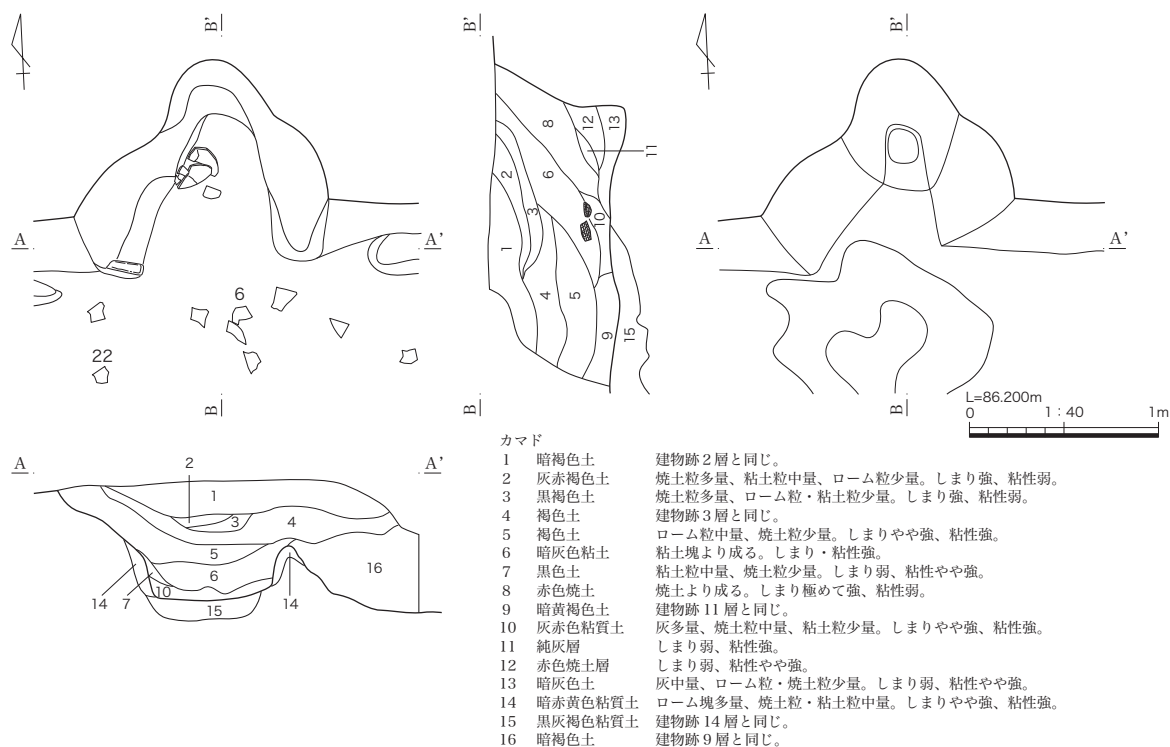 B'
B'
B'
8
12
13
11
2
6
3
10
1
A
A'
A
A'
4
5
9
15
6
22
B
B
B
L=86.200m
0 1：40 1m
A
A'
2
1
3
4
5
6
16
10
14
7
15
14
カマド
1 暗褐色土 建物跡２層と同じ。
2 灰赤褐色土 焼土粒多量、粘土粒中量、ローム粒少量。しまり強、粘性弱。
3 黒褐色土 焼土粒多量、ローム粒・粘土粒少量。しまり強、粘性弱。
4 褐色土 建物跡３層と同じ。
5 褐色土 ローム粒中量、焼土粒少量。しまりやや強、粘性強。
6 暗灰色粘土 粘土塊より成る。しまり・粘性強。
7 黒色土 粘土粒中量、焼土粒少量。しまり弱、粘性やや強。
8 赤色焼土 焼土より成る。しまり極めて強、粘性弱。
9 暗黄褐色土 建物跡 11 層と同じ。
10 灰赤色粘質土 灰多量、焼土粒中量、粘土粒少量。しまりやや強、粘性強。
11 純灰層 しまり弱、粘性強。
12 赤色焼土層 しまり弱、粘性やや強。
13 暗灰色土 灰中量、ローム粒・焼土粒少量。しまり弱、粘性やや強。
14 暗赤黄色粘質土 ローム塊多量、焼土粒・粘土粒中量。しまりやや強、粘性強。
15 黒灰褐色粘質土 建物跡 14 層と同じ。
16 暗褐色土 建物跡９層と同じ。